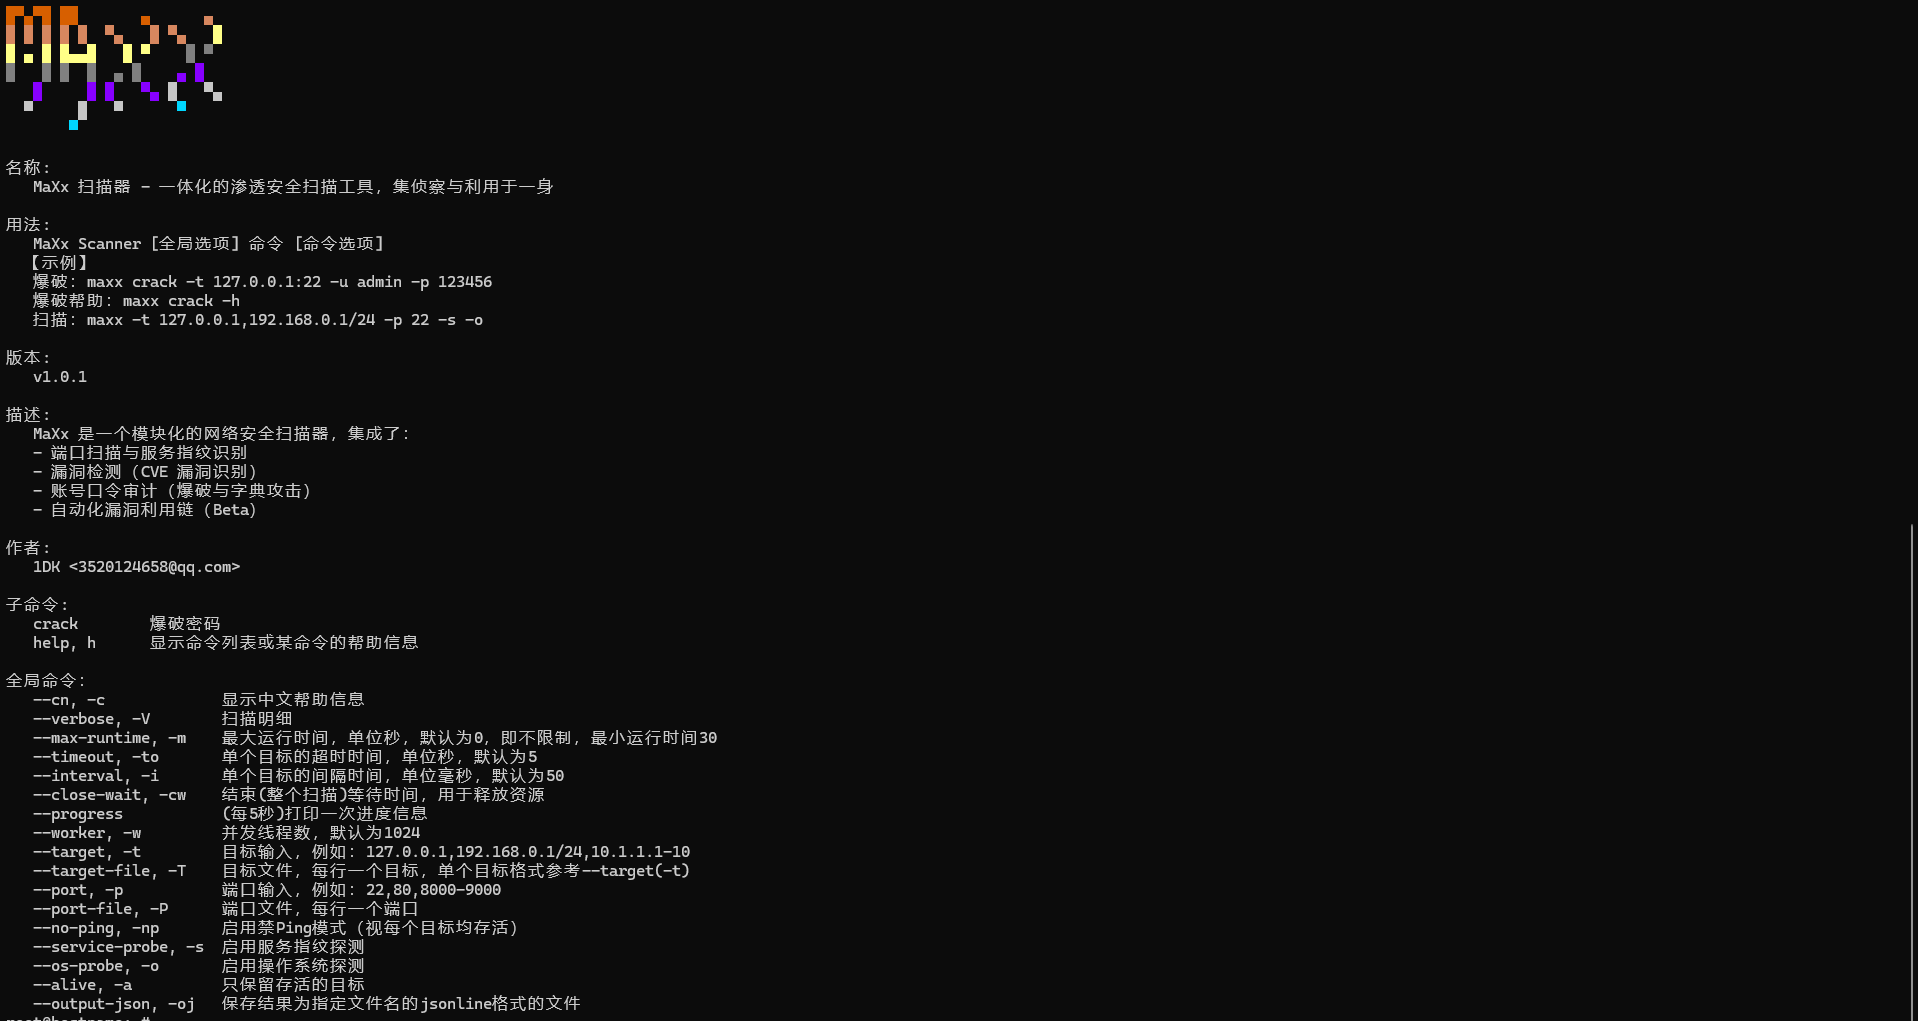 MAXX
名称:
MaXx 扫描器 - 一体化的渗透安全扫描工具，集侦察与利用于一身
用法:
MaXx Scanner [全局选项] 命令 [命令选项]
【示例】
爆破: maxx crack -t 127.0.0.1:22 -u admin -p 123456
爆破帮助: maxx crack -h
扫描: maxx -t 127.0.0.1,192.168.0.1/24 -p 22 -s -o
版本:
v1.0.1
描述:
MaXx 是一个模块化的网络安全扫描器，集成了:
- 端口扫描与服务指纹识别
- 漏洞检测（CVE 漏洞识别）
- 账号口令审计（爆破与字典攻击）
- 自动化漏洞利用链（Beta）
作者:
1DK <3520124658@qq.com>
子命令:
crack 爆破密码
help, h 显示命令列表或某命令的帮助信息
全局命令:
--cn, -c 显示中文帮助信息
--verbose, -V 扫描明细
--max-runtime, -m 最大运行时间，单位秒，默认为0，即不限制，最小运行时间30
--timeout, -to 单个目标的超时时间，单位秒，默认为5
--interval, -i 单个目标的间隔时间，单位毫秒，默认为50
--close-wait, -cw 结束(整个扫描)等待时间，用于释放资源
--progress (每5秒)打印一次进度信息
--worker, -w 并发线程数，默认为1024
--target, -t 目标输入，例如: 127.0.0.1,192.168.0.1/24,10.1.1.1-10
--target-file, -T 目标文件，每行一个目标，单个目标格式参考--target(-t)
--port, -p 端口输入，例如: 22,80,8000-9000
--port-file, -P 端口文件，每行一个端口
--no-ping, -np 启用禁Ping模式（视每个目标均存活）
--service-probe, -s 启用服务指纹探测
--os-probe, -o 启用操作系统探测
--alive, -a 只保留存活的目标
--output-json, -oj 保存结果为指定文件名的jsonline格式的文件